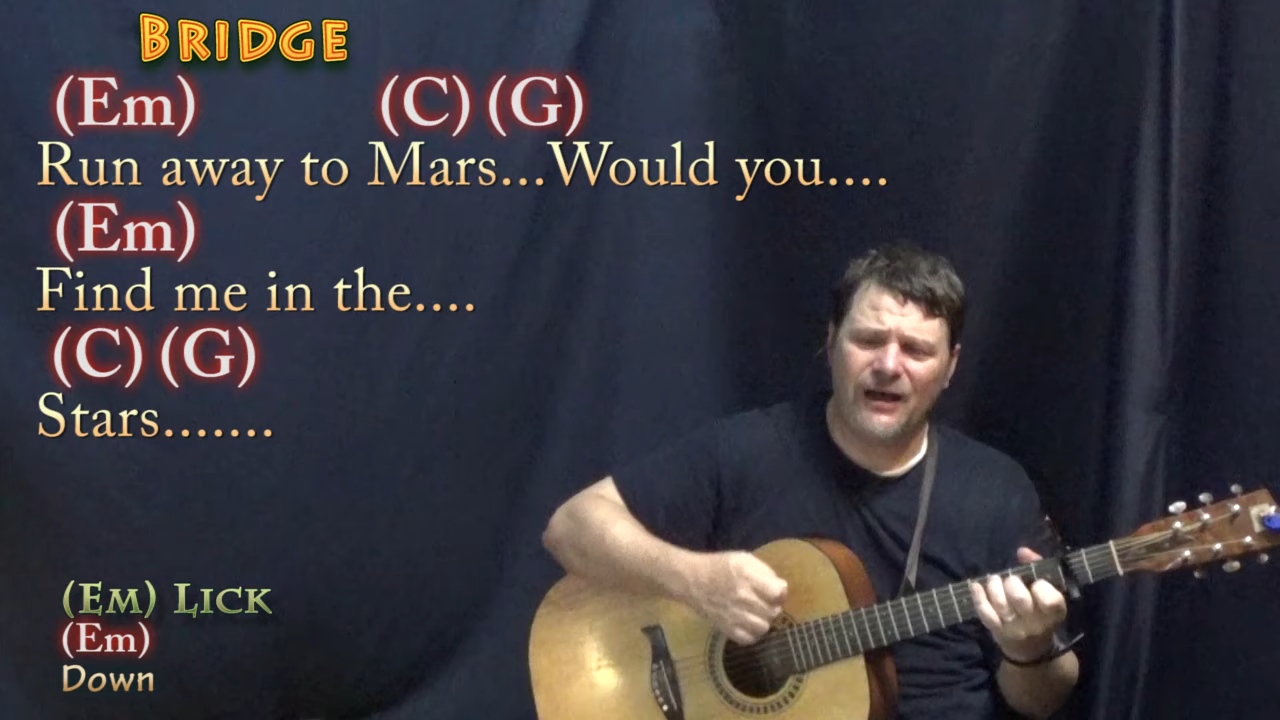 BRIDGE
(Em) (C) (G)
Run away to Mars...Would you....
(Em)
Find me in the....
(C) (G)
Stars.......
(Em) Lick
(Em)
Down